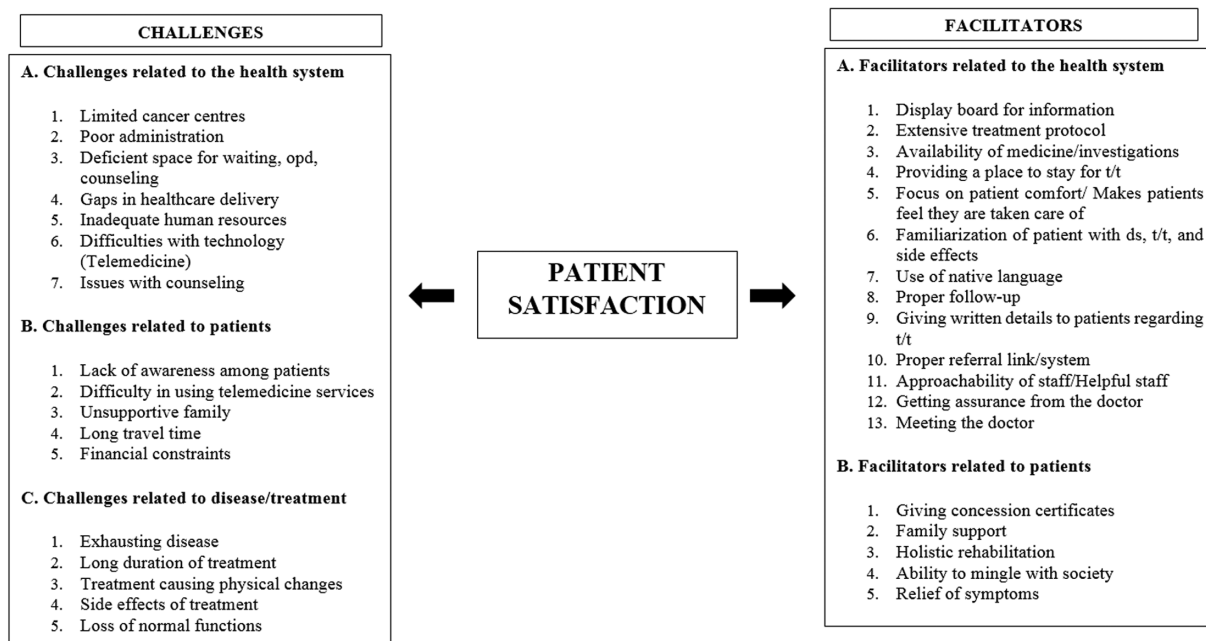 CHALLENGES
A. Challenges related to the health system
1. Limited cancer centres
2. Poor administration
3. Deficient space for waiting, opd,
counseling
4. Gaps in healthcare delivery
5. Inadequate human resources
6. Difficulties with technology
(Telemedicine)
7. Issues with counseling
B. Challenges related to patients
1. Lack of awareness among patients
2. Difficulty in using telemedicine services
3. Unsupportive family
4. Long travel time
5. Financial constraints
C. Challenges related to disease/treatment
1. Exhausting disease
2. Long duration of treatment
3. Treatment causing physical changes
4. Side effects of treatment
5. Loss of normal functions
PATIENT
SATISFACTION
FACILITATORS
A. Facilitators related to the health system
1. Display board for information
2. Extensive treatment protocol
3. Availability of medicine/investigations
4. Providing a place to stay for t/t
5. Focus on patient comfort/ Makes patients
feel they are taken care of
6. Familiarization of patient with ds, t/t, and
side effects
7. Use of native language
8. Proper follow-up
9. Giving written details to patients regarding
t/t
10. Proper referral link/system
11. Approachability of staff/Helpful staff
12. Getting assurance from the doctor
13. Meeting the doctor
B. Facilitators related to patients
1. Giving concession certificates
2. Family support
3. Holistic rehabilitation
4. Ability to mingle with society
5. Relief of symptoms